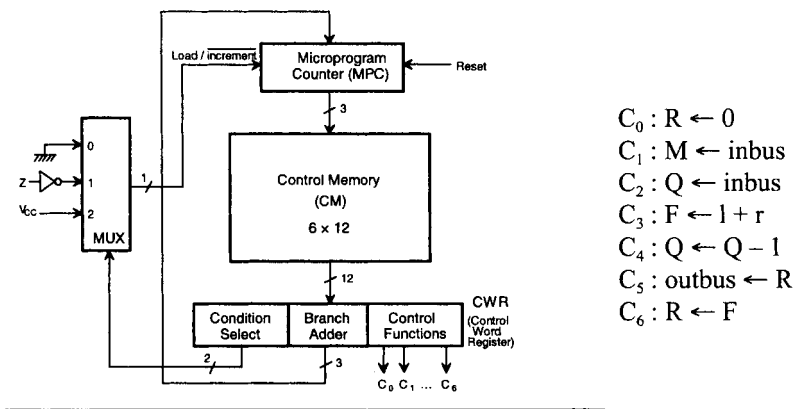 Load / increment
Microprogram
Counter (MPC)
Reset
3
0
Z
1
1
V_CC
2
MUX
Control Memory
(CM)
6 × 12
12
CWR
(Control
Word
Register)
Condition
Select
Branch
Adder
Control
Functions
2
3
C₀ C₁ ... C₆
C₀ : R ← 0
C₁ : M ← inbus
C₂ : Q ← inbus
C₃ : F ← l + r
C₄ : Q ← Q – 1
C₅ : outbus ← R
C₆ : R ← F